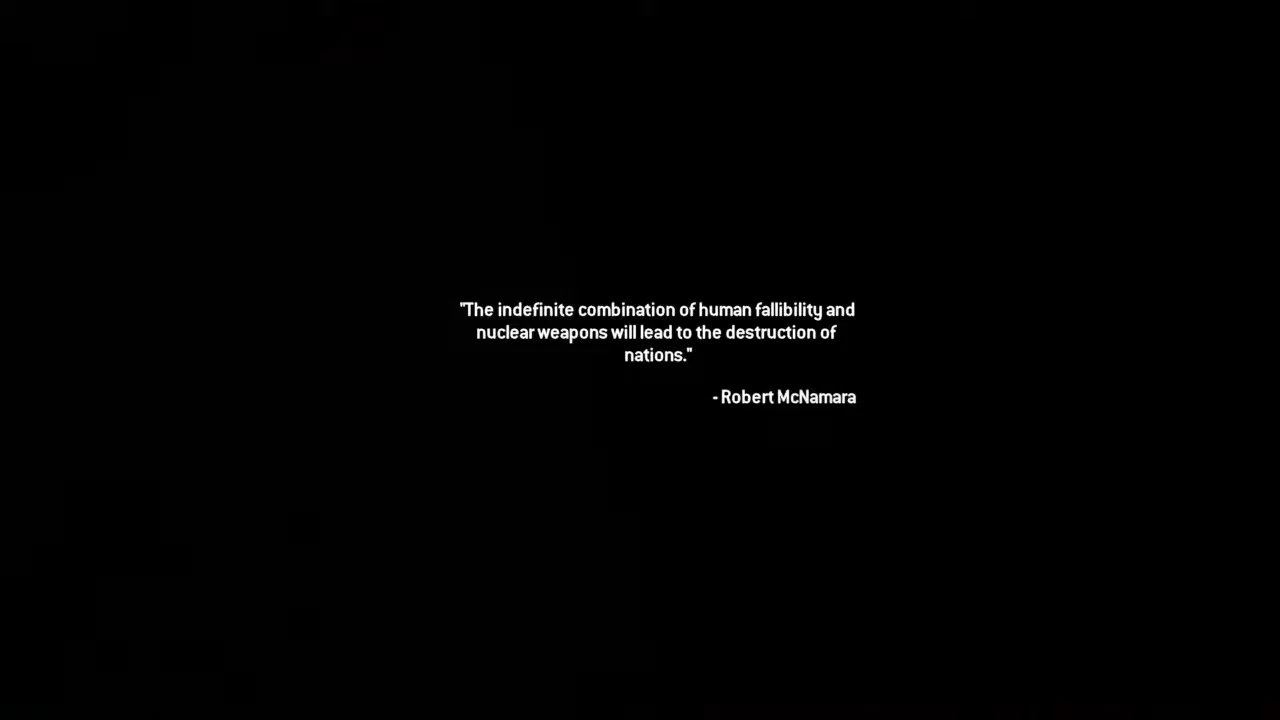 "The indefinite combination of human fallibility and
nuclear weapons will lead to the destruction of
nations."
- Robert McNamara